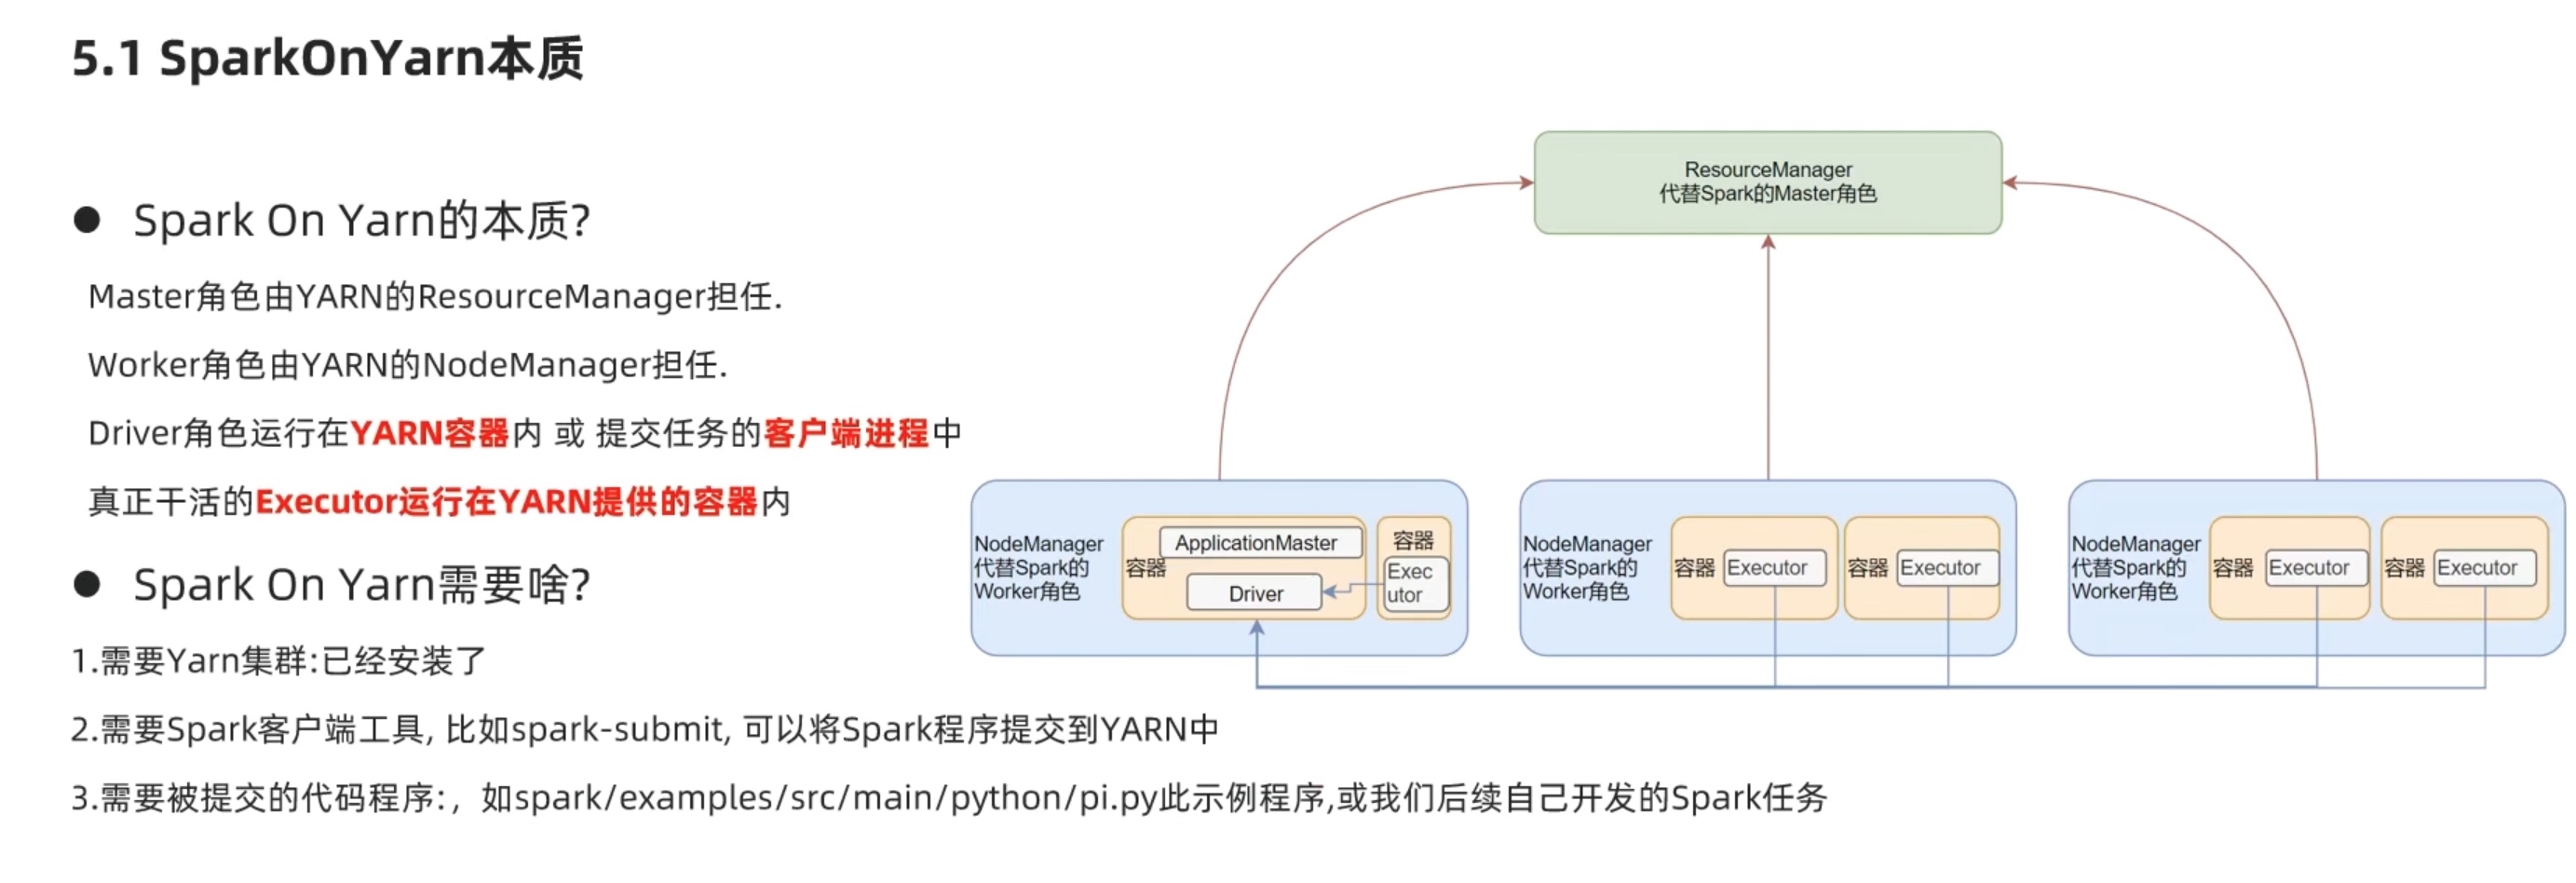 5.1 SparkOnYarn本质
● Spark On Yarn的本质?
Master角色由YARN的ResourceManager担任.
Worker角色由YARN的NodeManager担任.
Driver角色运行在YARN容器内 或 提交任务的客户端进程中
真正干活的Executor运行在YARN提供的容器内
● Spark On Yarn需要啥?
1.需要Yarn集群:已经安装了
2.需要Spark客户端工具, 比如spark-submit, 可以将Spark程序提交到YARN中
3.需要被提交的代码程序:，如spark/examples/src/main/python/pi.py此示例程序,或我们后续自己开发的Spark任务
ResourceManager
代替Spark的Master角色
NodeManager
代替Spark的
Worker角色
容器
ApplicationMaster
Driver
容器
Exec
utor
NodeManager
代替Spark的
Worker角色
容器
Executor
容器
Executor
NodeManager
代替Spark的
Worker角色
容器
Executor
容器
Executor